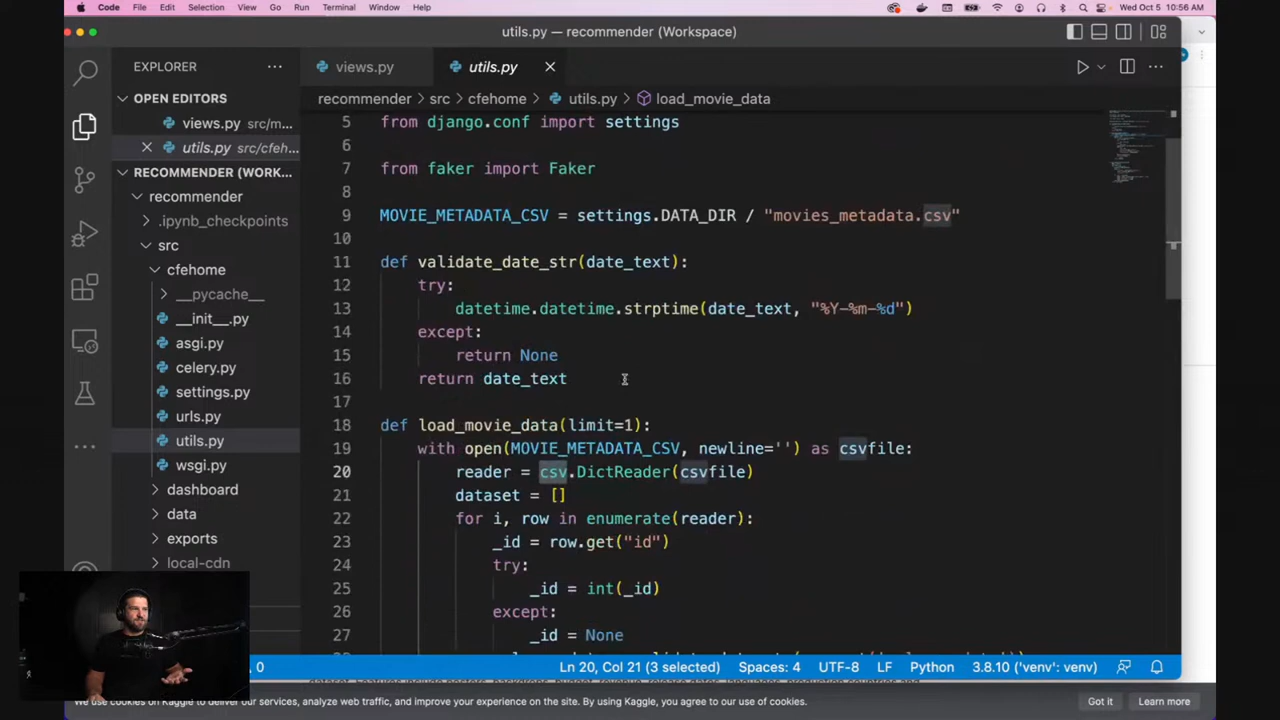 Code File Edit Selection View Go Run Terminal Window Help Wed Oct 5 10:56 AM
utils.py — recommender (Workspace)
EXPLORER ...
views.py
utils.py
OPEN EDITORS
recommender > src > cfehome > utils.py > load_movie_data
views.py src/m...
utils.py src/cfeh...
RECOMMENDER (WORK...
recommender
.ipynb_checkpoints
src
cfehome
__pycache__
__init__.py
asgi.py
celery.py
settings.py
urls.py
utils.py
wsgi.py
dashboard
data
exports
local-cdn
5 from django.conf import settings
6
7 from faker import Faker
8
9 MOVIE_METADATA_CSV = settings.DATA_DIR / "movies_metadata.csv"
10
11 def validate_date_str(date_text):
12 try:
13 datetime.datetime.strptime(date_text, "%Y-%m-%d")
14 except:
15 return None
16 return date_text
17
18 def load_movie_data(limit=1):
19 with open(MOVIE_METADATA_CSV, newline='') as csvfile:
20 reader = csv.DictReader(csvfile)
21 dataset = []
22 for i, row in enumerate(reader):
23 _id = row.get("id")
24 try:
25 _id = int(_id)
26 except:
27 _id = None
0 Ln 20, Col 21 (3 selected) Spaces: 4 UTF-8 LF Python 3.8.10 ('venv': venv)
We use cookies on Kaggle to deliver our services, analyze web traffic, and improve your experience on the site. By using Kaggle, you agree to our use of cookies. Got it Learn more